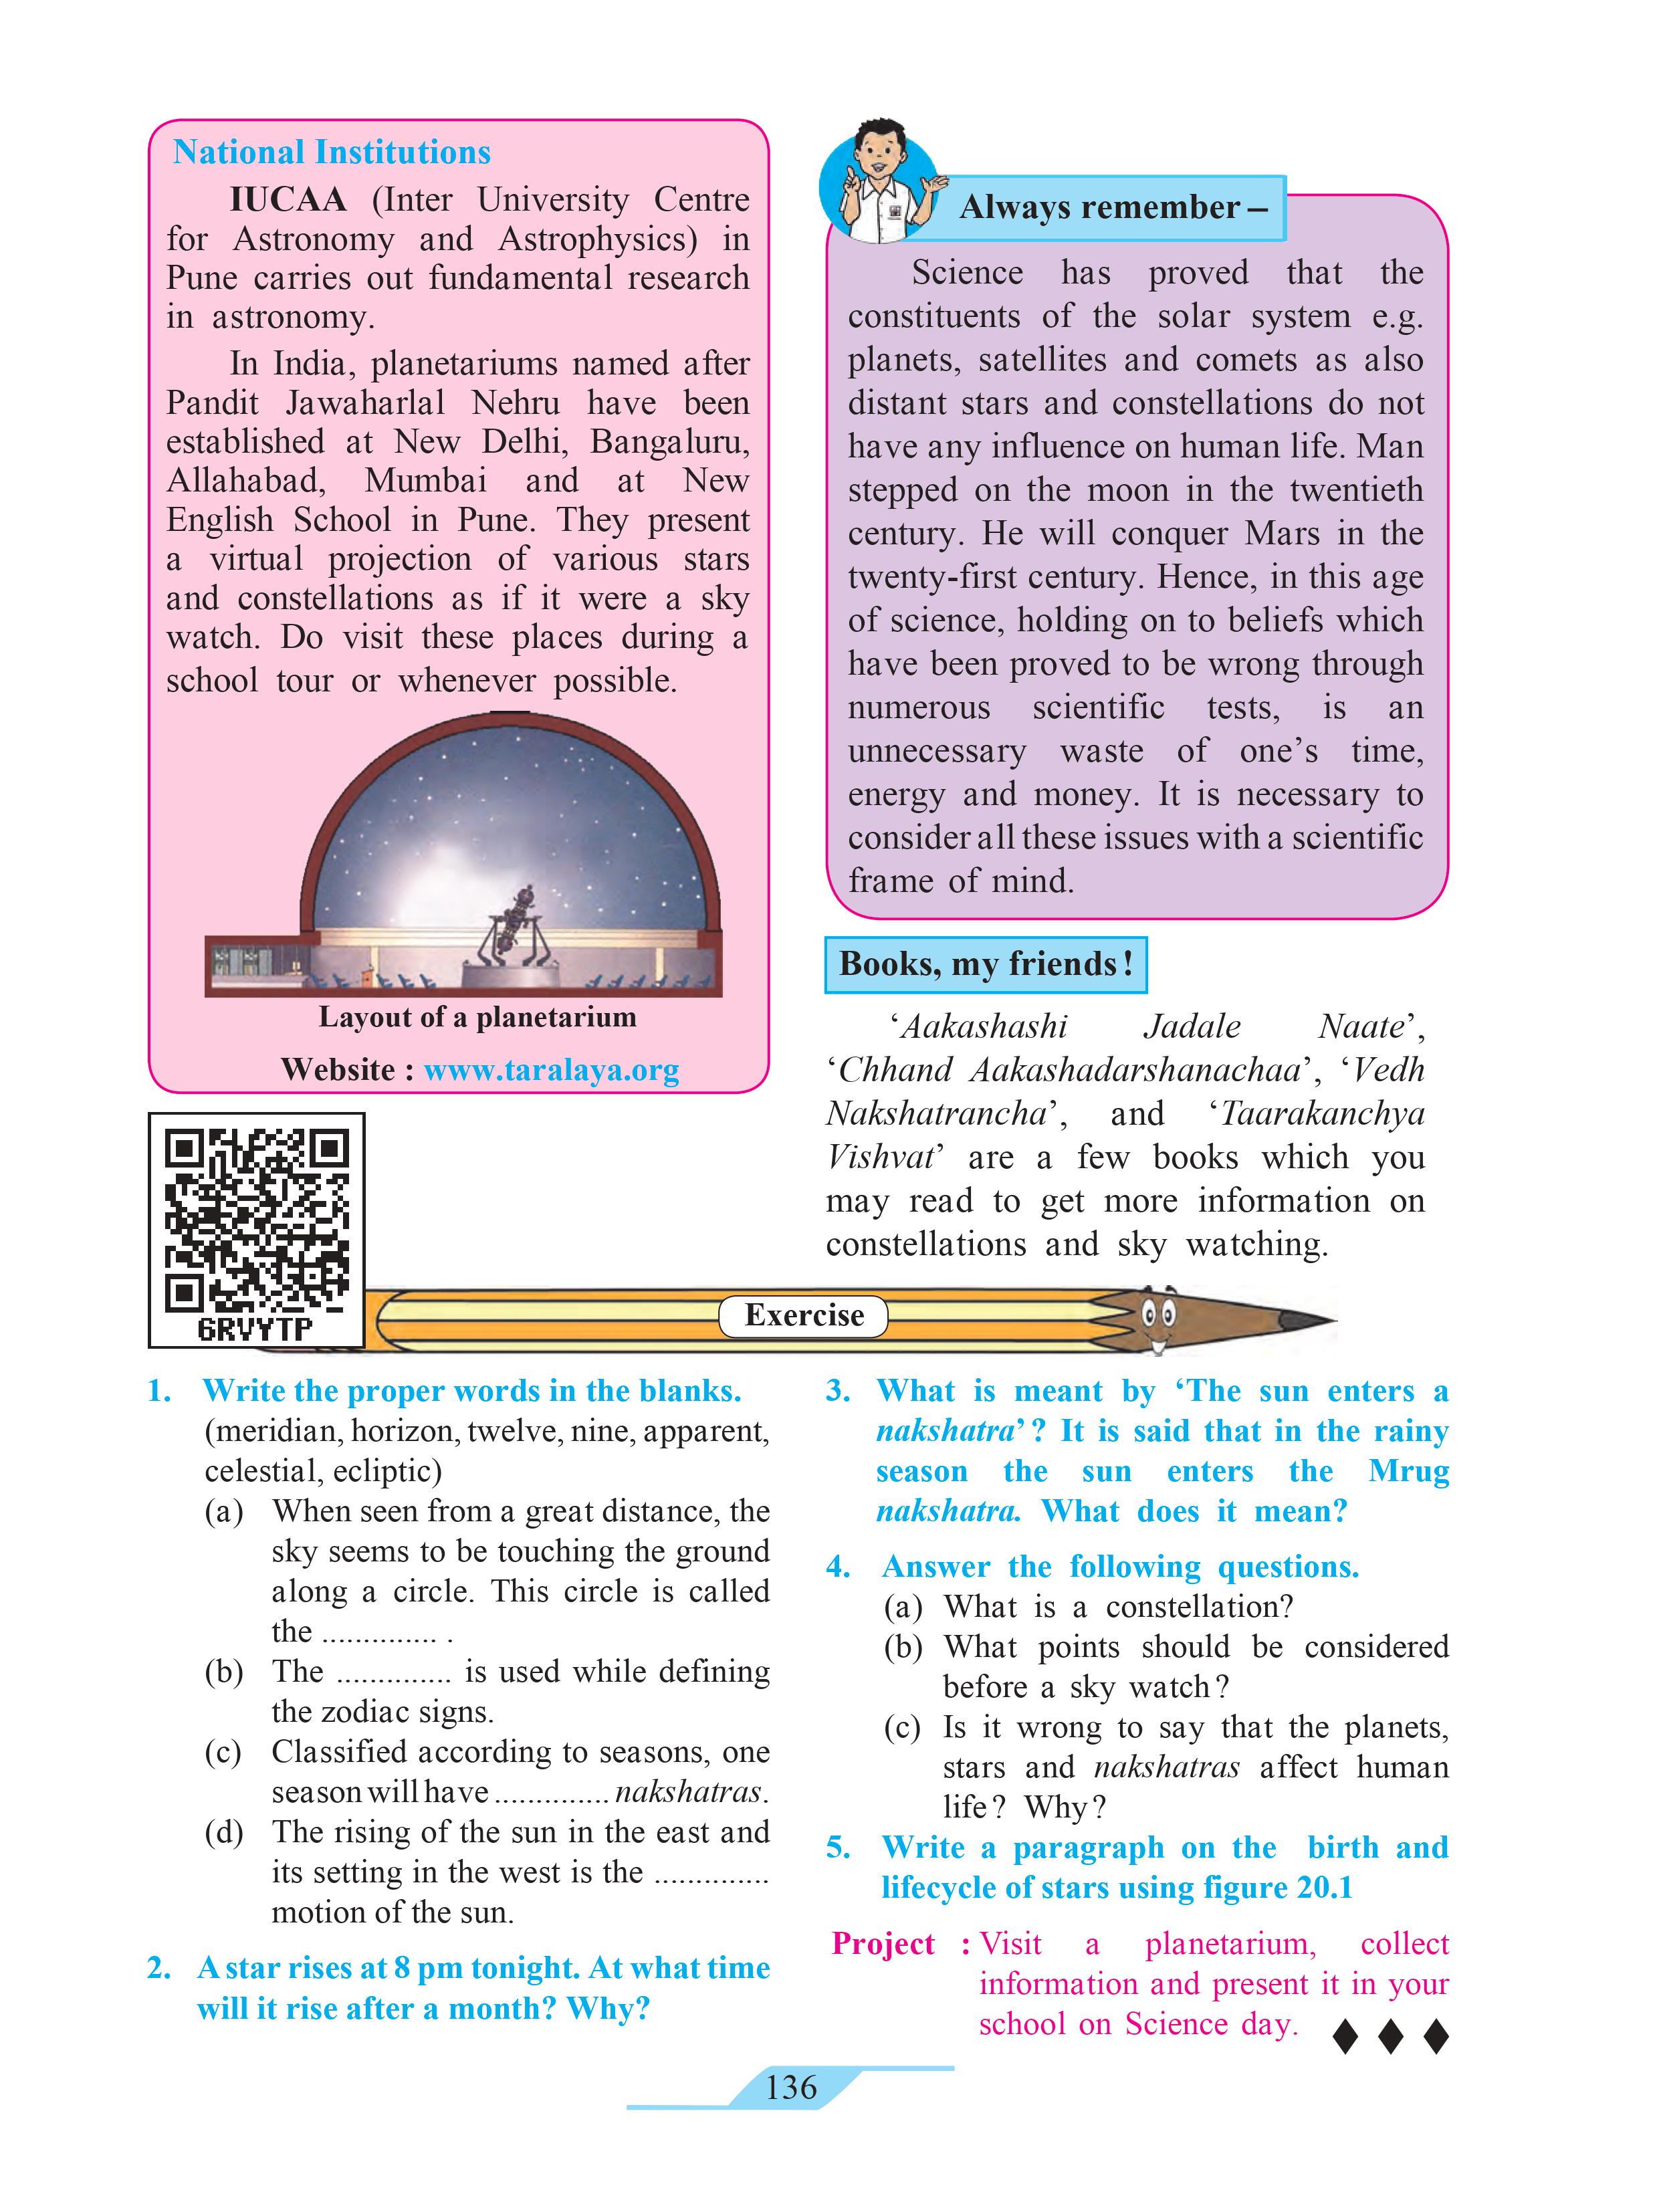 National Institutions
IUCAA (Inter University Centre
for Astronomy and Astrophysics) in
Pune carries out fundamental research
in astronomy.
In India, planetariums named after
Pandit Jawaharlal Nehru have been
established at New Delhi, Bangaluru,
Allahabad, Mumbai and at New
English School in Pune. They present
a virtual projection of various stars
and constellations as if it were a sky
watch. Do visit these places during a
school tour or whenever possible.
Layout of a planetarium
Website : www.taralaya.org
6RVYTP
Always remember –
Science has proved that the
constituents of the solar system e.g.
planets, satellites and comets as also
distant stars and constellations do not
have any influence on human life. Man
stepped on the moon in the twentieth
century. He will conquer Mars in the
twenty-first century. Hence, in this age
of science, holding on to beliefs which
have been proved to be wrong through
numerous scientific tests, is an
unnecessary waste of one's time,
energy and money. It is necessary to
consider all these issues with a scientific
frame of mind.
Books, my friends !
'Aakashashi Jadale Naate',
'Chhand Aakashadarshanachaa', 'Vedh
Nakshatrancha', and 'Taarakanchya
Vishvat' are a few books which you
may read to get more information on
constellations and sky watching.
Exercise
1. Write the proper words in the blanks.
(meridian, horizon, twelve, nine, apparent,
celestial, ecliptic)
(a) When seen from a great distance, the
sky seems to be touching the ground
along a circle. This circle is called
the .............. .
(b) The .............. is used while defining
the zodiac signs.
(c) Classified according to seasons, one
season will have .............. nakshatras.
(d) The rising of the sun in the east and
its setting in the west is the ..............
motion of the sun.
2. A star rises at 8 pm tonight. At what time
will it rise after a month? Why?
3. What is meant by 'The sun enters a
nakshatra' ? It is said that in the rainy
season the sun enters the Mrug
nakshatra. What does it mean?
4. Answer the following questions.
(a) What is a constellation?
(b) What points should be considered
before a sky watch ?
(c) Is it wrong to say that the planets,
stars and nakshatras affect human
life ? Why ?
5. Write a paragraph on the birth and
lifecycle of stars using figure 20.1
Project : Visit a planetarium, collect
information and present it in your
school on Science day.
136